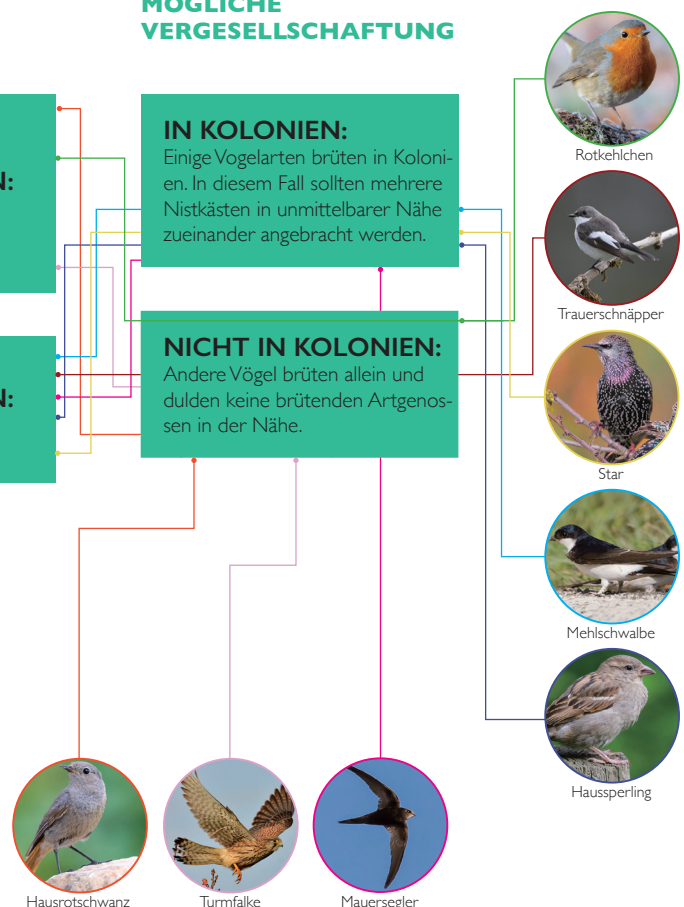 MÖGLICHE
VERGESELLSCHAFTUNG
N:
N:
IN KOLONIEN:
Einige Vogelarten brüten in Koloni-
en. In diesem Fall sollten mehrere
Nistkästen in unmittelbarer Nähe
zueinander angebracht werden.
NICHT IN KOLONIEN:
Andere Vögel brüten allein und
dulden keine brütenden Artgenos-
sen in der Nähe.
Rotkehlchen
Trauerschnäpper
Star
Mehlschwalbe
Haussperling
Hausrotschwanz
Turmfalke
Mauersegler